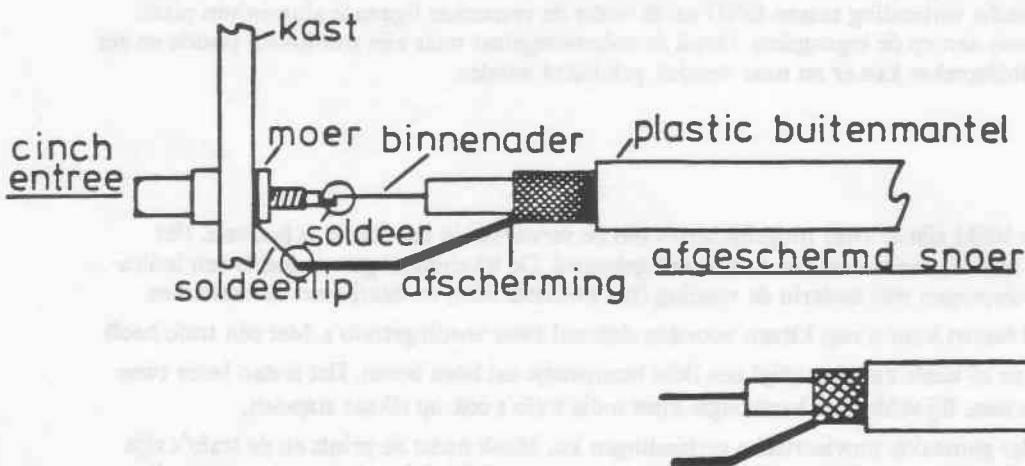 kast
moer
binnenader
plastic buitenmantel
cinch
entree
soldeer
soldeerlip
afscherming
afgeschermd snoer